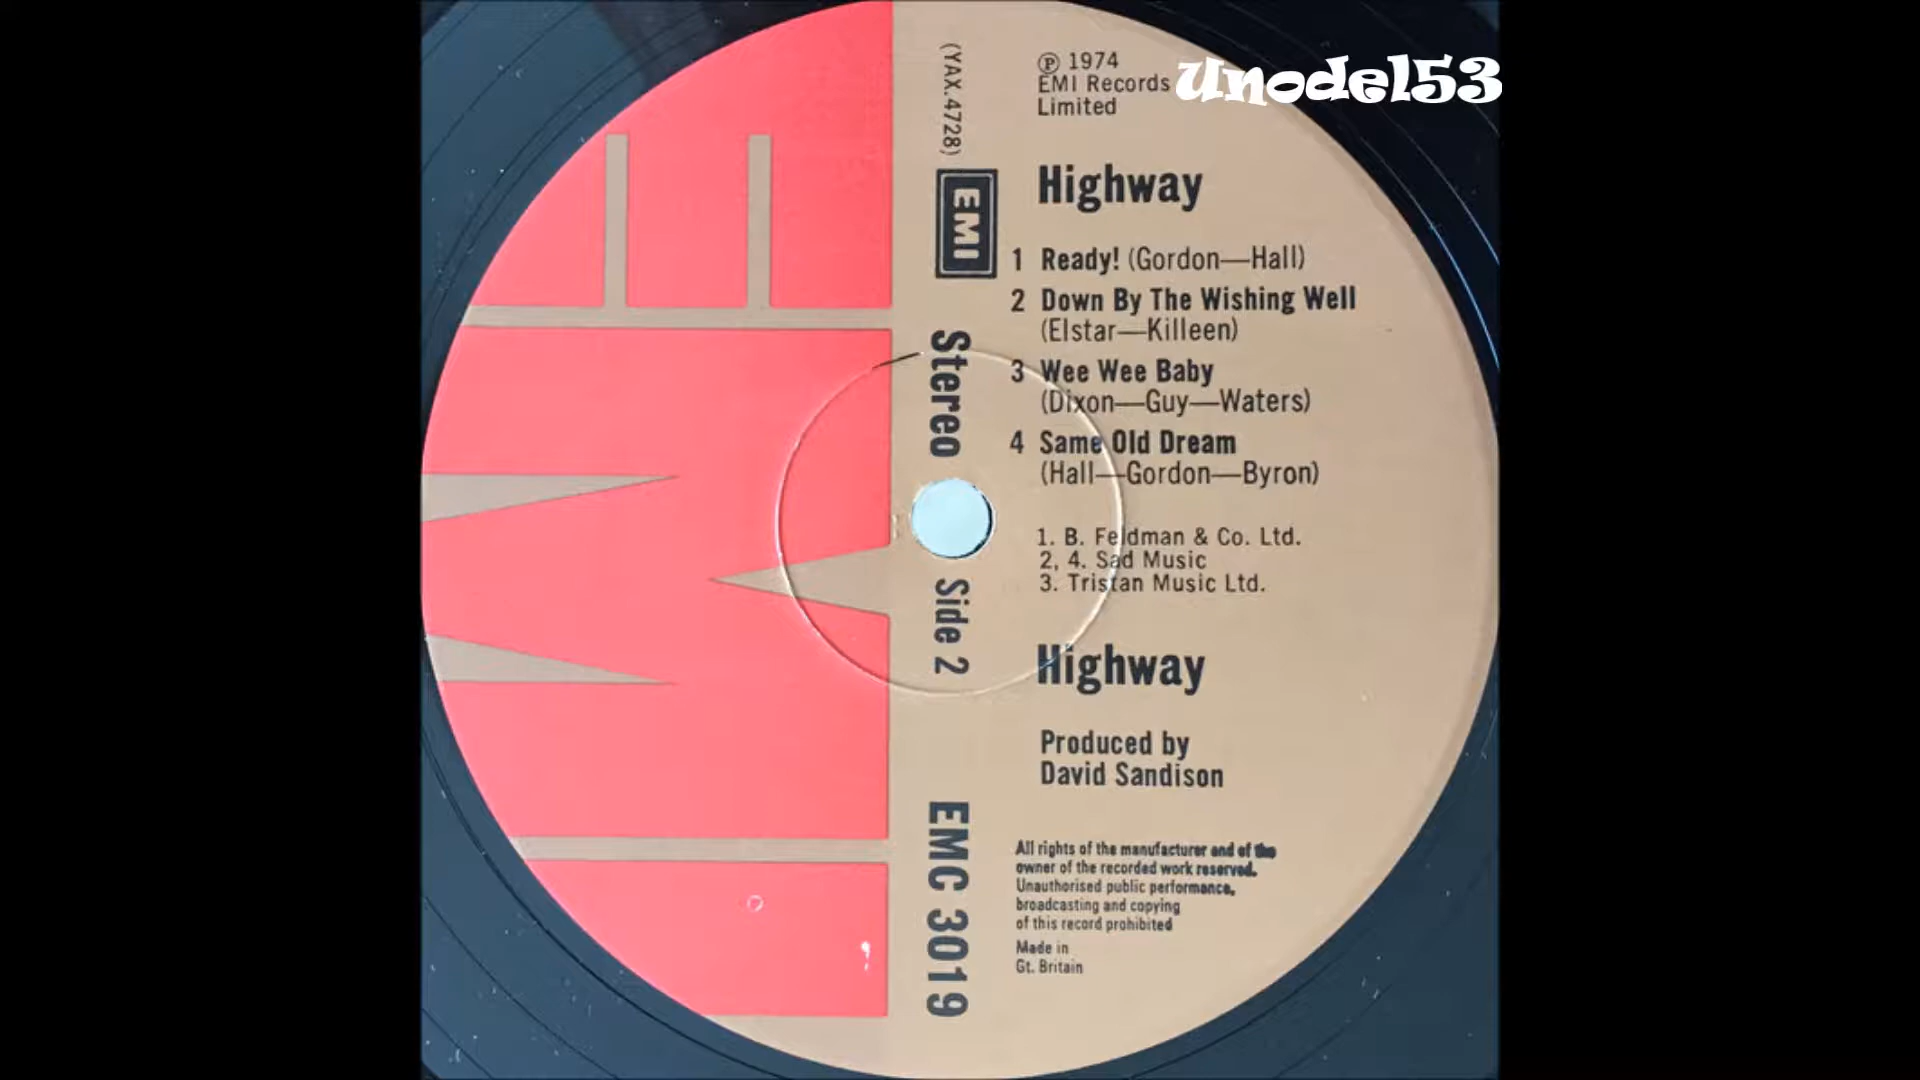 Unodel53
(YAX.4728)
℗ 1974
EMI Records
Limited
Highway
EMI
1 Ready! (Gordon—Hall)
2 Down By The Wishing Well
(Elstar—Killeen)
3 Wee Wee Baby
(Dixon—Guy—Waters)
4 Same Old Dream
(Hall—Gordon—Byron)
Stereo
1. B. Feldman & Co. Ltd.
2, 4. Sad Music
3. Tristan Music Ltd.
Side 2
Highway
Produced by
David Sandison
EMC 3019
All rights of the manufacturer and of the
owner of the recorded work reserved.
Unauthorised public performance,
broadcasting and copying
of this record prohibited
Made in
Gt. Britain